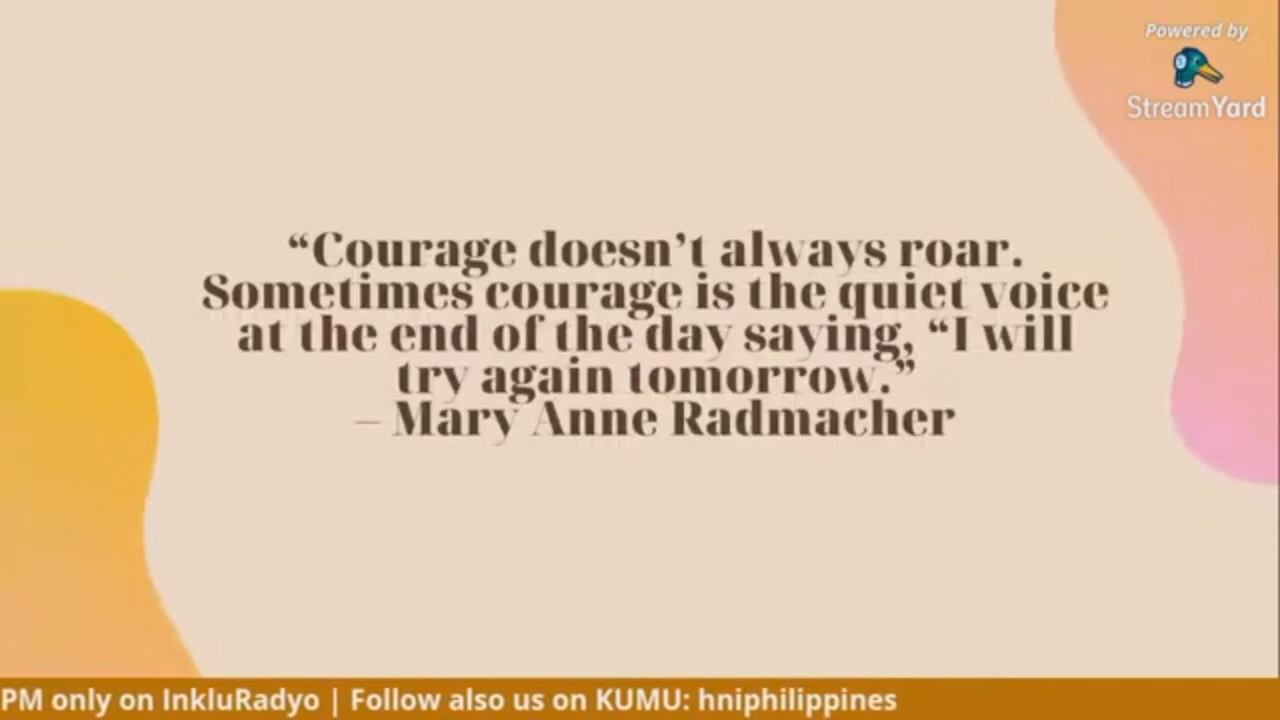 Powered by
StreamYard
“Courage doesn’t always roar.
Sometimes courage is the quiet voice
at the end of the day saying, “I will
try again tomorrow.”
– Mary Anne Radmacher
PM only on InkluRadyo | Follow also us on KUMU: hniphilippines